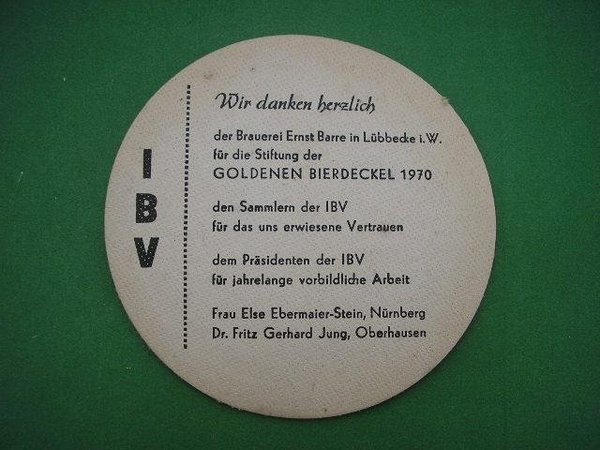 IBV
Wir danken herzlich
der Brauerei Ernst Barre in Lübbecke i.W.
für die Stiftung der
GOLDENEN BIERDECKEL 1970
den Sammlern der IBV
für das uns erwiesene Vertrauen
dem Präsidenten der IBV
für jahrelange vorbildliche Arbeit
Frau Else Ebermaier-Stein, Nürnberg
Dr. Fritz Gerhard Jung, Oberhausen